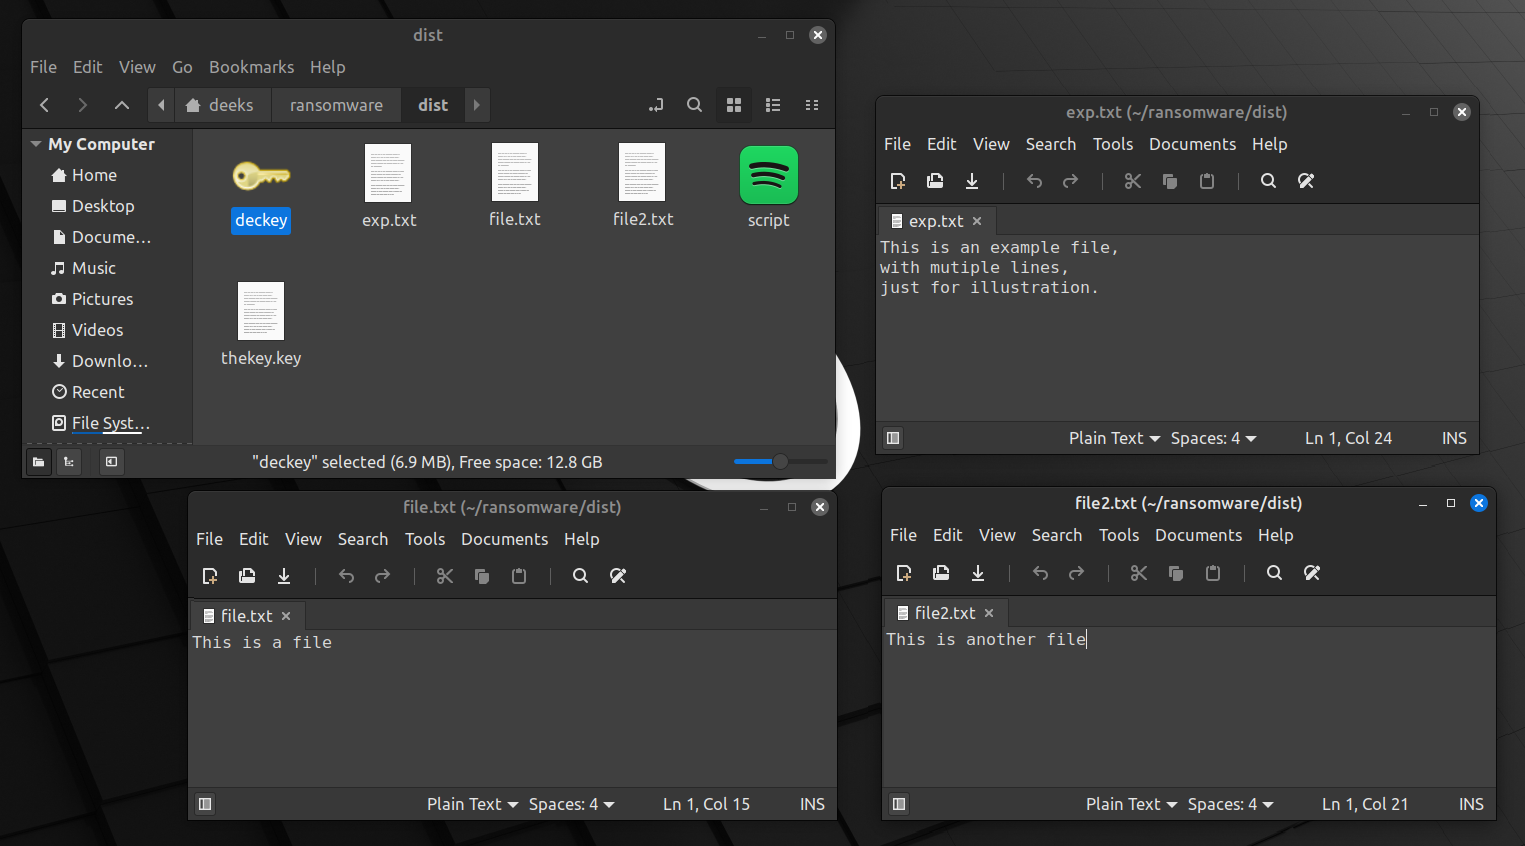 dist
File Edit View Go Bookmarks Help
deeks ransomware dist
My Computer
Home
Desktop
Docume...
Music
Pictures
Videos
Downlo...
Recent
File Syst...
deckey exp.txt file.txt file2.txt script
thekey.key
"deckey" selected (6.9 MB), Free space: 12.8 GB
exp.txt (~/ransomware/dist)
File Edit View Search Tools Documents Help
exp.txt
This is an example file,
with mutiple lines,
just for illustration.
Plain Text Spaces: 4 Ln 1, Col 24 INS
file.txt (~/ransomware/dist)
File Edit View Search Tools Documents Help
file.txt
This is a file
Plain Text Spaces: 4 Ln 1, Col 15 INS
file2.txt (~/ransomware/dist)
File Edit View Search Tools Documents Help
file2.txt
This is another file
Plain Text Spaces: 4 Ln 1, Col 21 INS